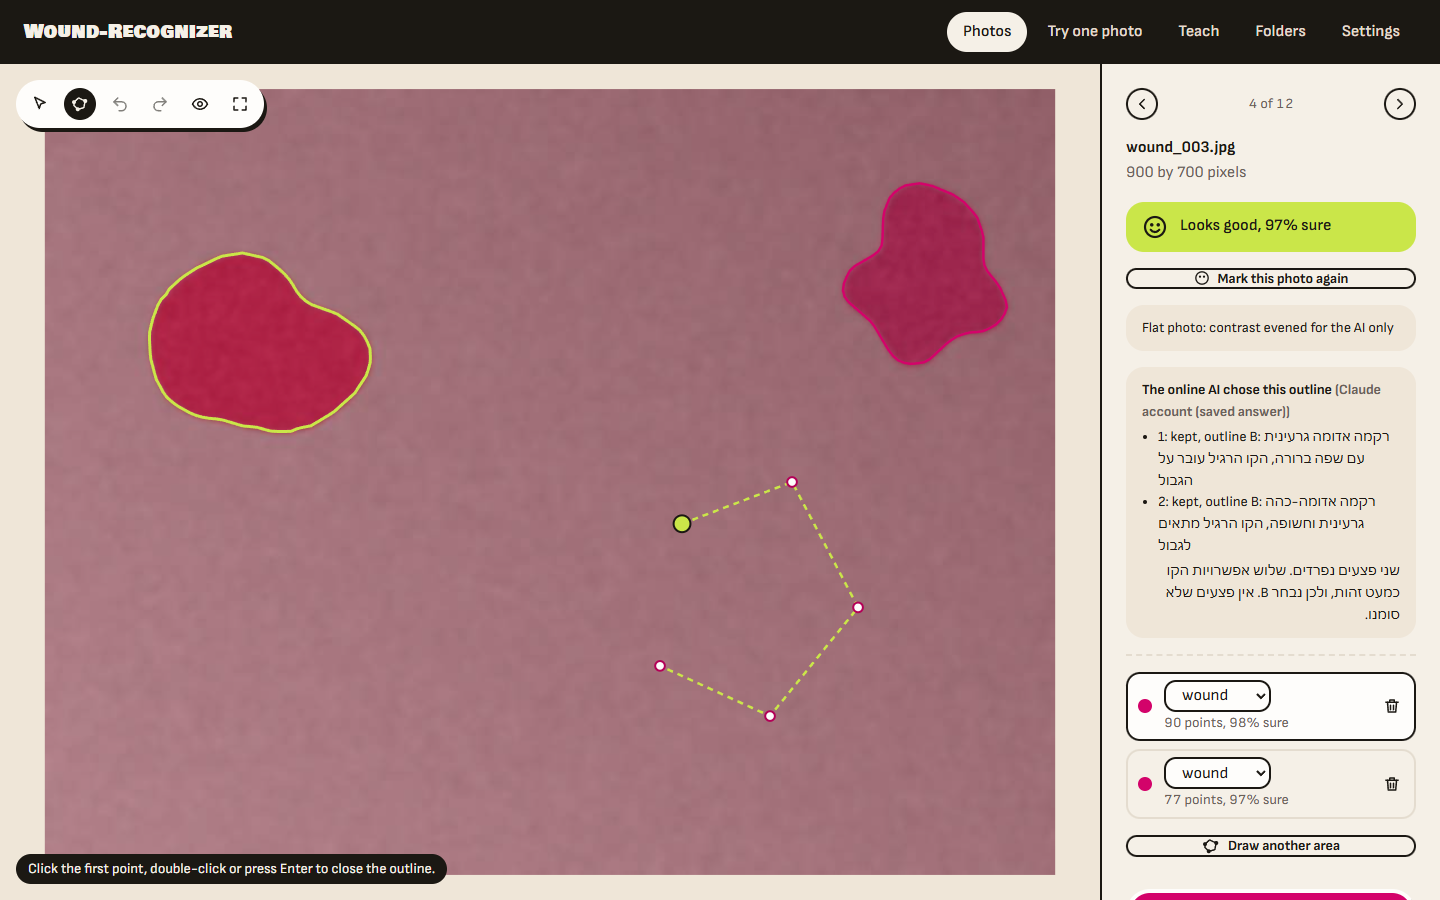 Wound-Recognizer
Photos
Try one photo
Teach
Folders
Settings
4 of 12
wound_003.jpg
900 by 700 pixels
Looks good, 97% sure
Mark this photo again
Flat photo: contrast evened for the AI only
The online AI chose this outline (Claude
account (saved answer))
1: kept, outline B: רקמה אדומה גרעינית
עם שפה ברורה, הקו הרגיל עובר על
הגבול
2: kept, outline B: רקמה אדומה-כהה
גרעינית וחשופה, הקו הרגיל מתאים
לגבול
שני פצעים נפרדים. שלוש אפשרויות הקו
כמעט זהות, ולכן נבחר B. אין פצעים שלא
סומנו.
wound
90 points, 98% sure
wound
77 points, 97% sure
Draw another area
Click the first point, double-click or press Enter to close the outline.